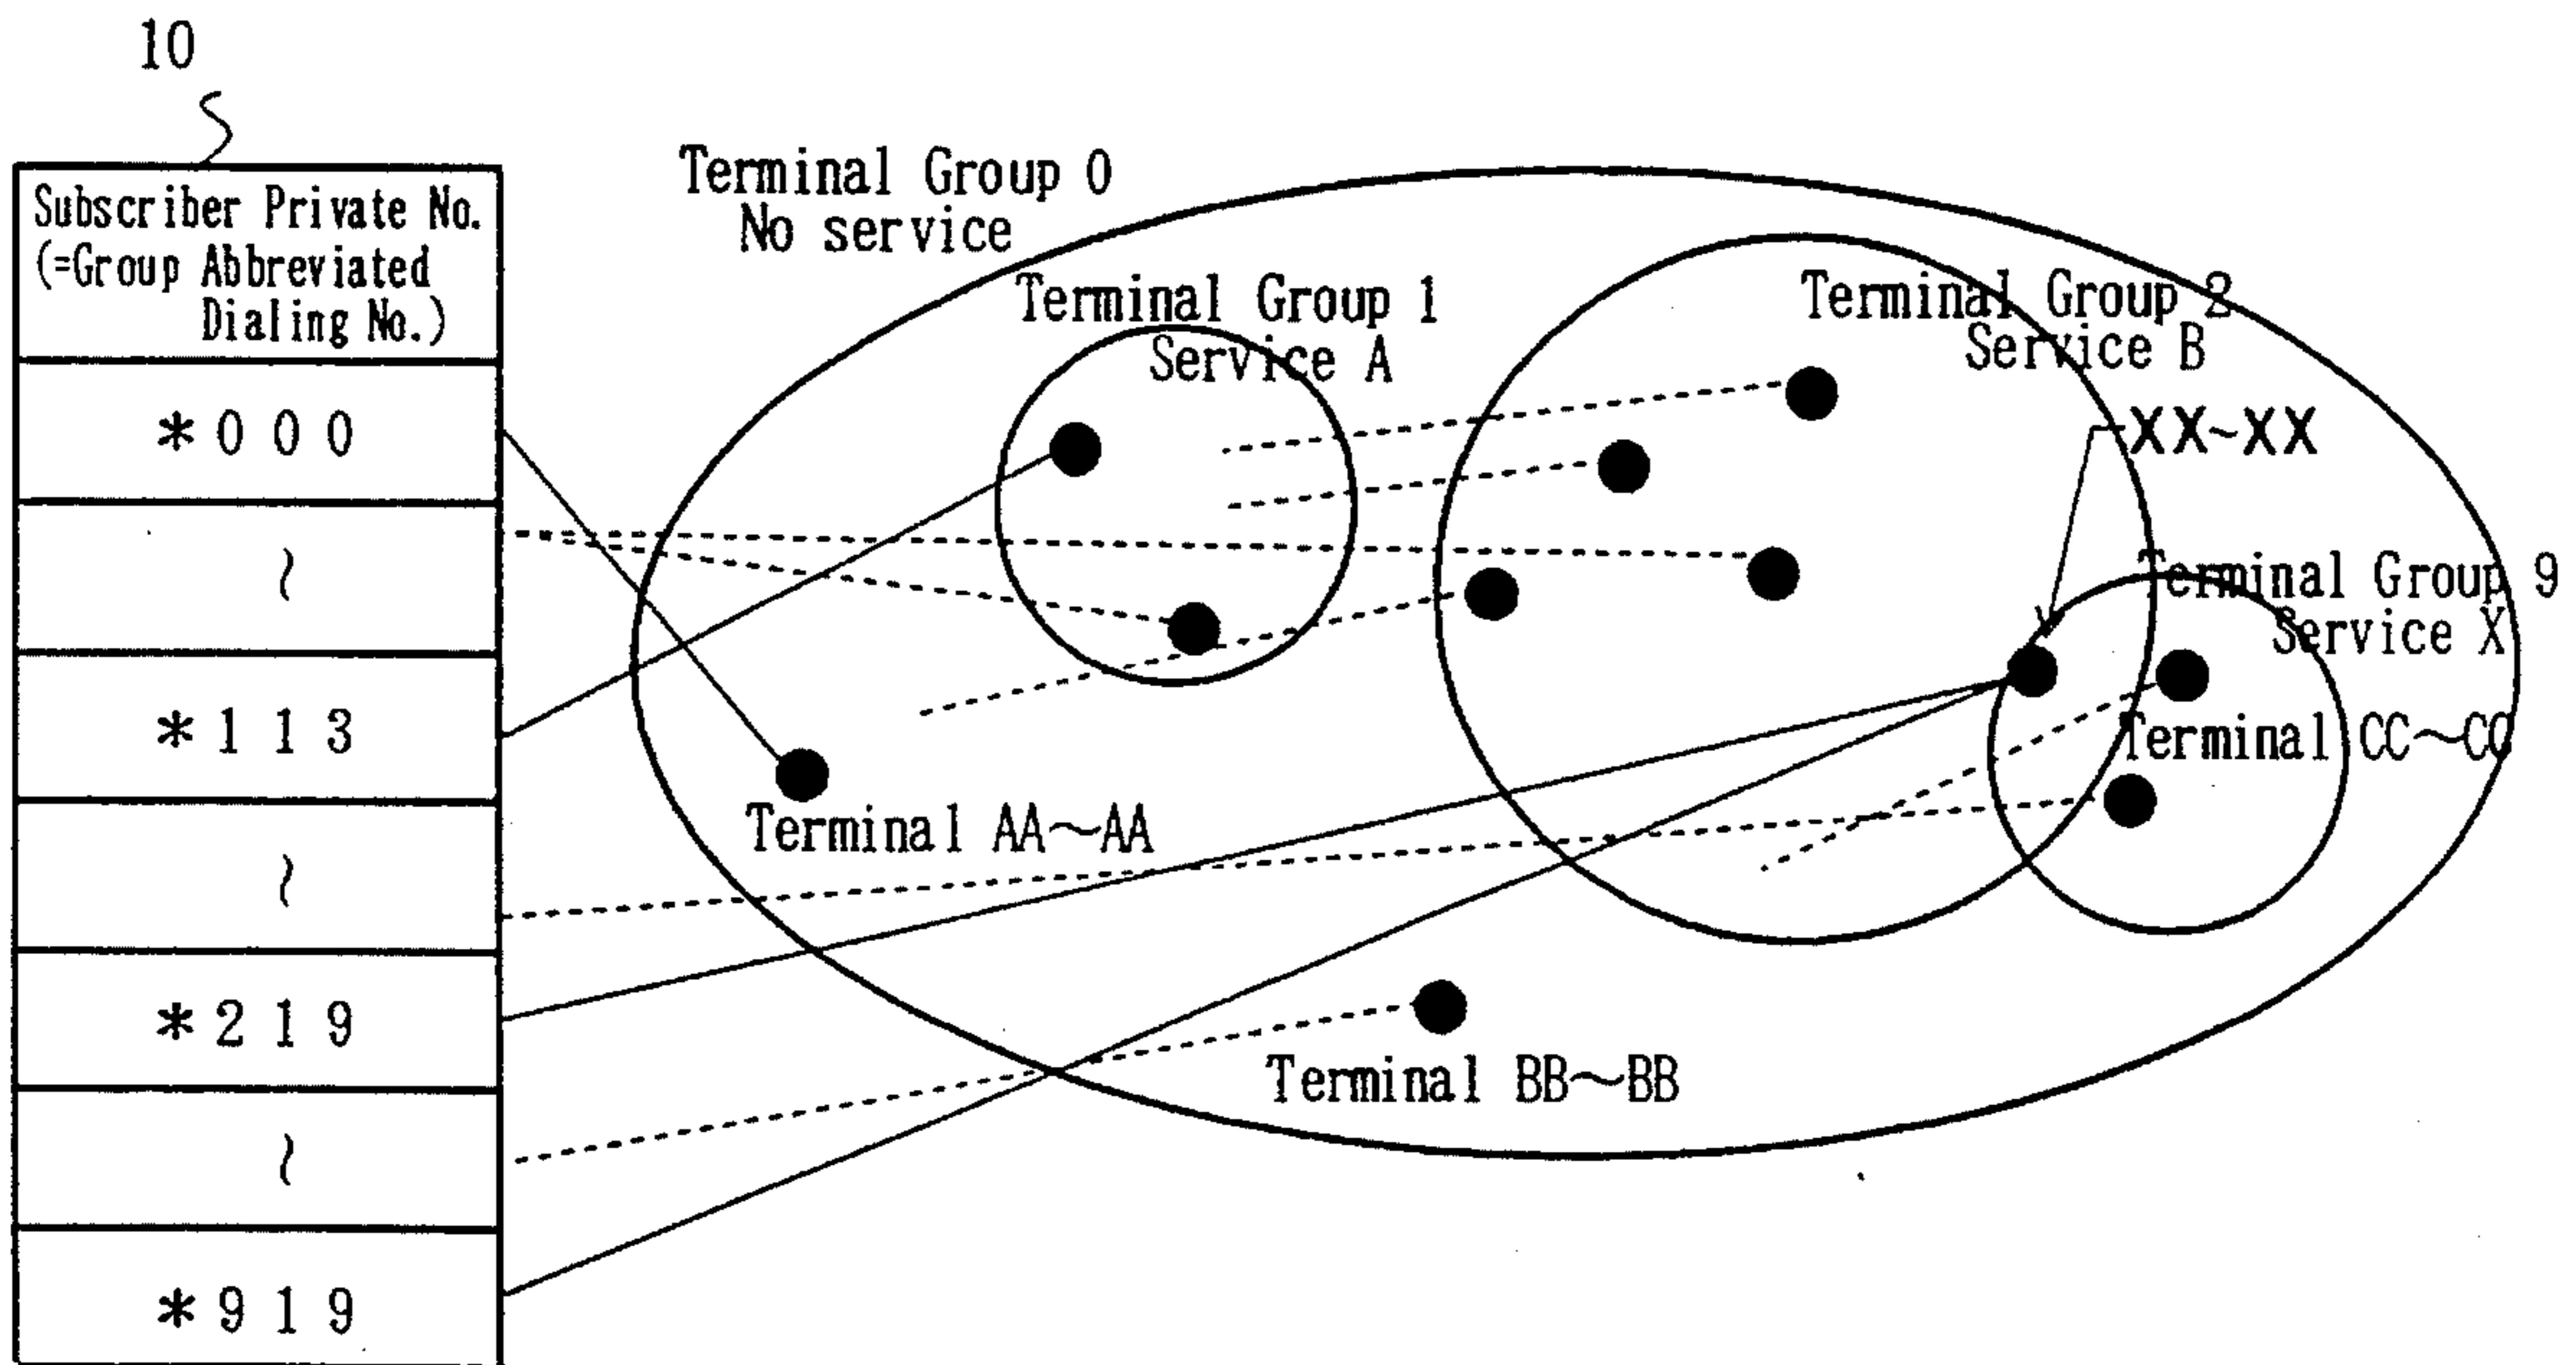 10
Subscriber Private No.
(=Group Abbreviated
Dialing No.)
*000
~
*113
~
*219
~
*919
Terminal Group 0
No service
Terminal Group 1
Service A
Terminal Group 2
Service B
XX~XX
Terminal Group 9
Service X
Terminal CC~CC
Terminal AA~AA
Terminal BB~BB